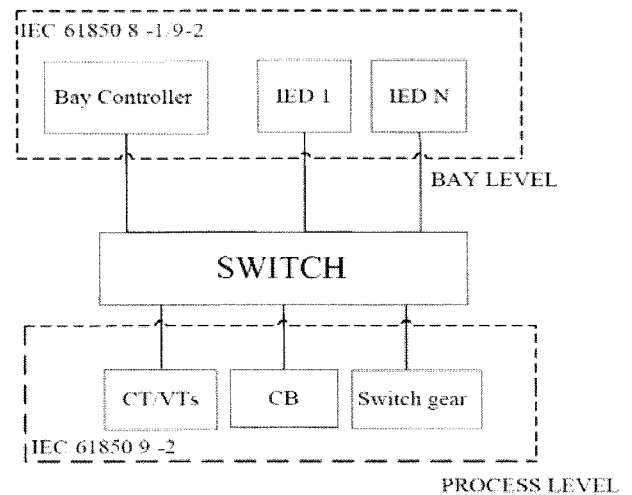 IEC 61850 8 -1/9-2
Bay Controller
IED 1
IED N
BAY LEVEL
SWITCH
CT/VTs
CB
Switch gear
IEC 61850 9 -2
PROCESS LEVEL